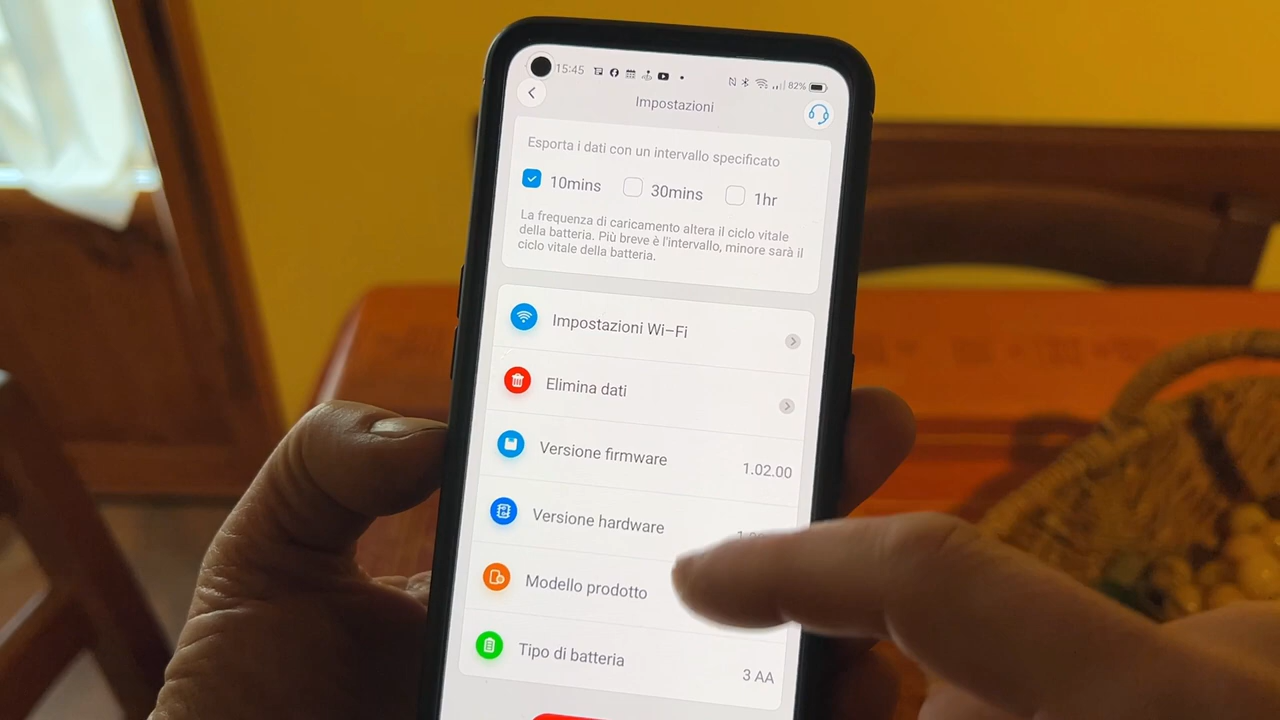 15:45
82%
Impostazioni
Esporta i dati con un intervallo specificato
10mins 30mins 1hr
La frequenza di caricamento altera il ciclo vitale
della batteria. Più breve è l'intervallo, minore sarà il
ciclo vitale della batteria.
Impostazioni Wi-Fi
Elimina dati
Versione firmware 1.02.00
Versione hardware
Modello prodotto
Tipo di batteria 3 AA